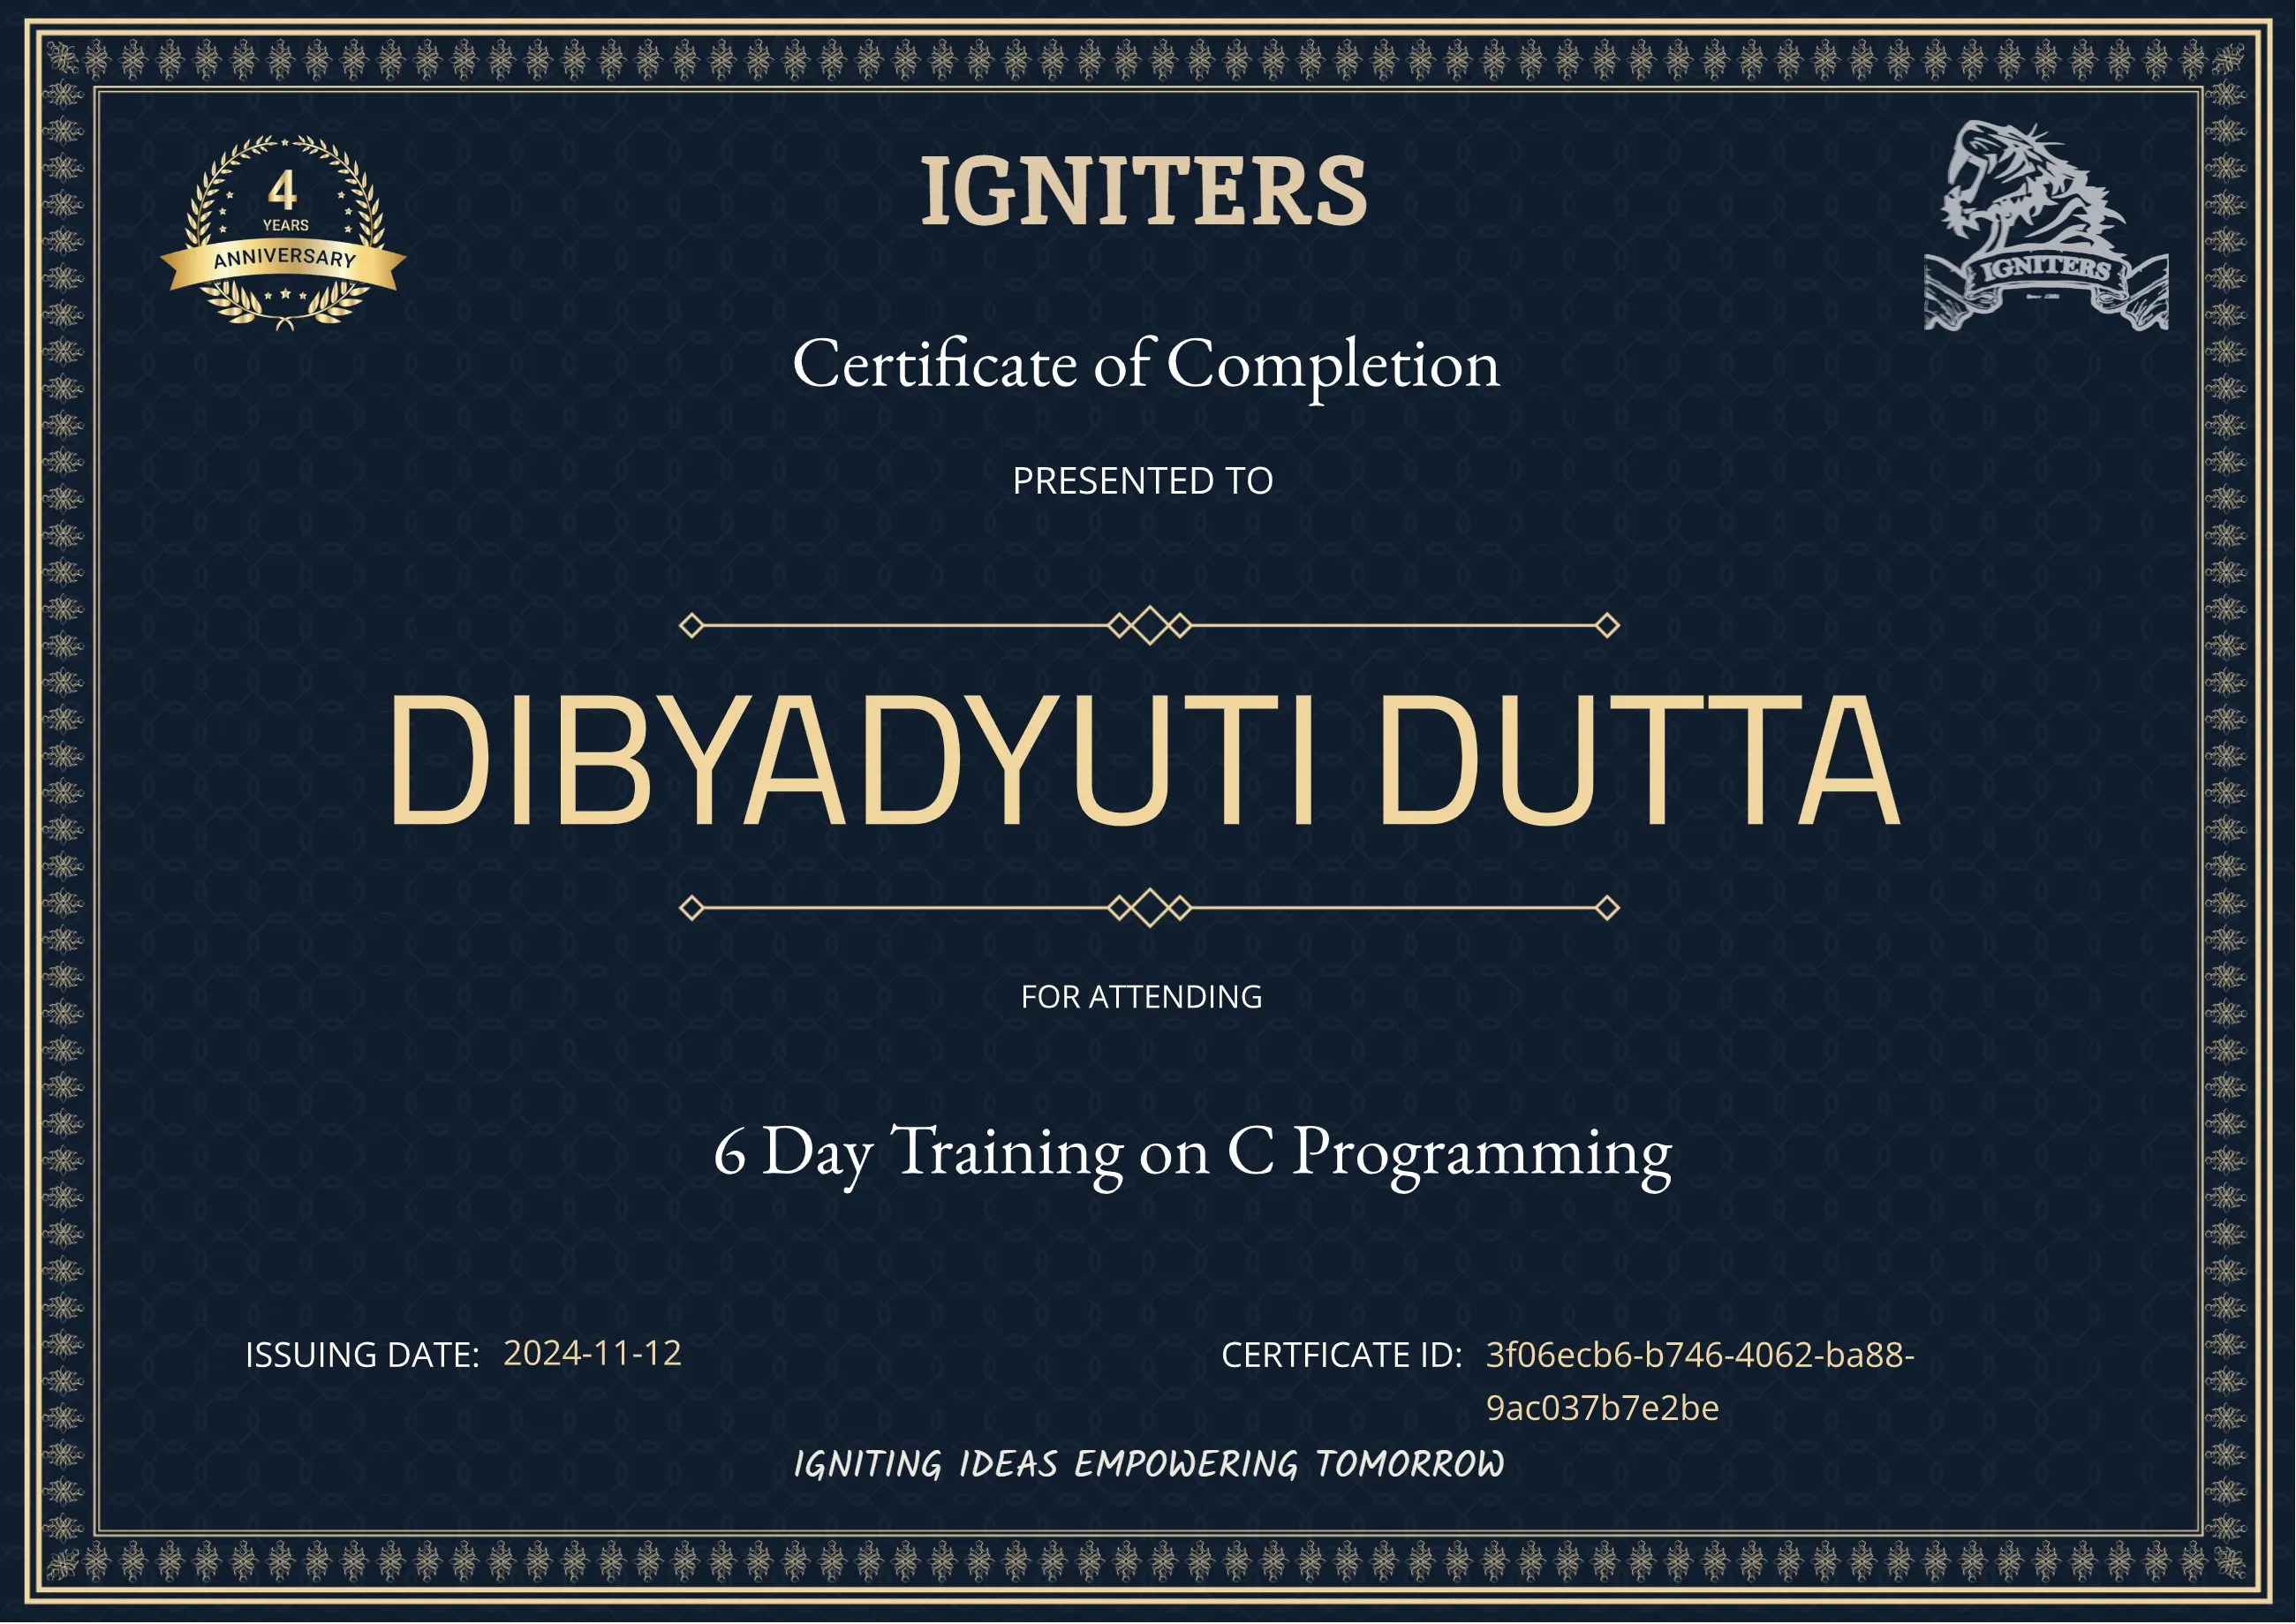 4
YEARS
ANNIVERSARY
IGNITERS
IGNITERS
Certificate of Completion
PRESENTED TO
DIBYADYUTI DUTTA
FOR ATTENDING
6 Day Training on C Programming
ISSUING DATE: 2024-11-12
CERTFICATE ID: 3f06ecb6-b746-4062-ba88-
9ac037b7e2be
IGNITING IDEAS EMPOWERING TOMORROW